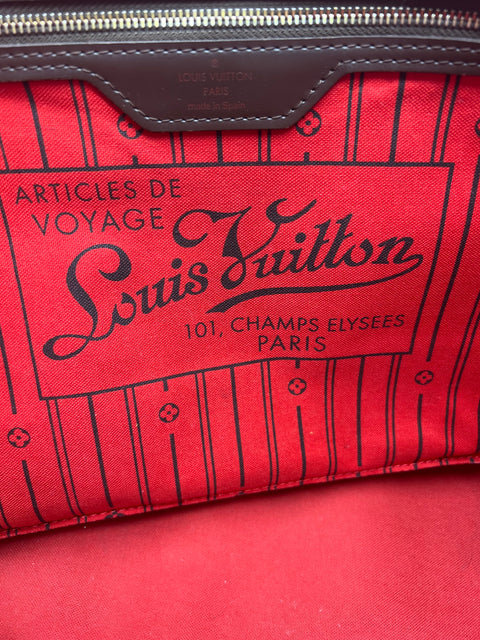 ®
LOUIS VUITTON
PARIS
made in Spain
ARTICLES DE
VOYAGE
Louis Vuitton
101, CHAMPS ELYSEES
PARIS